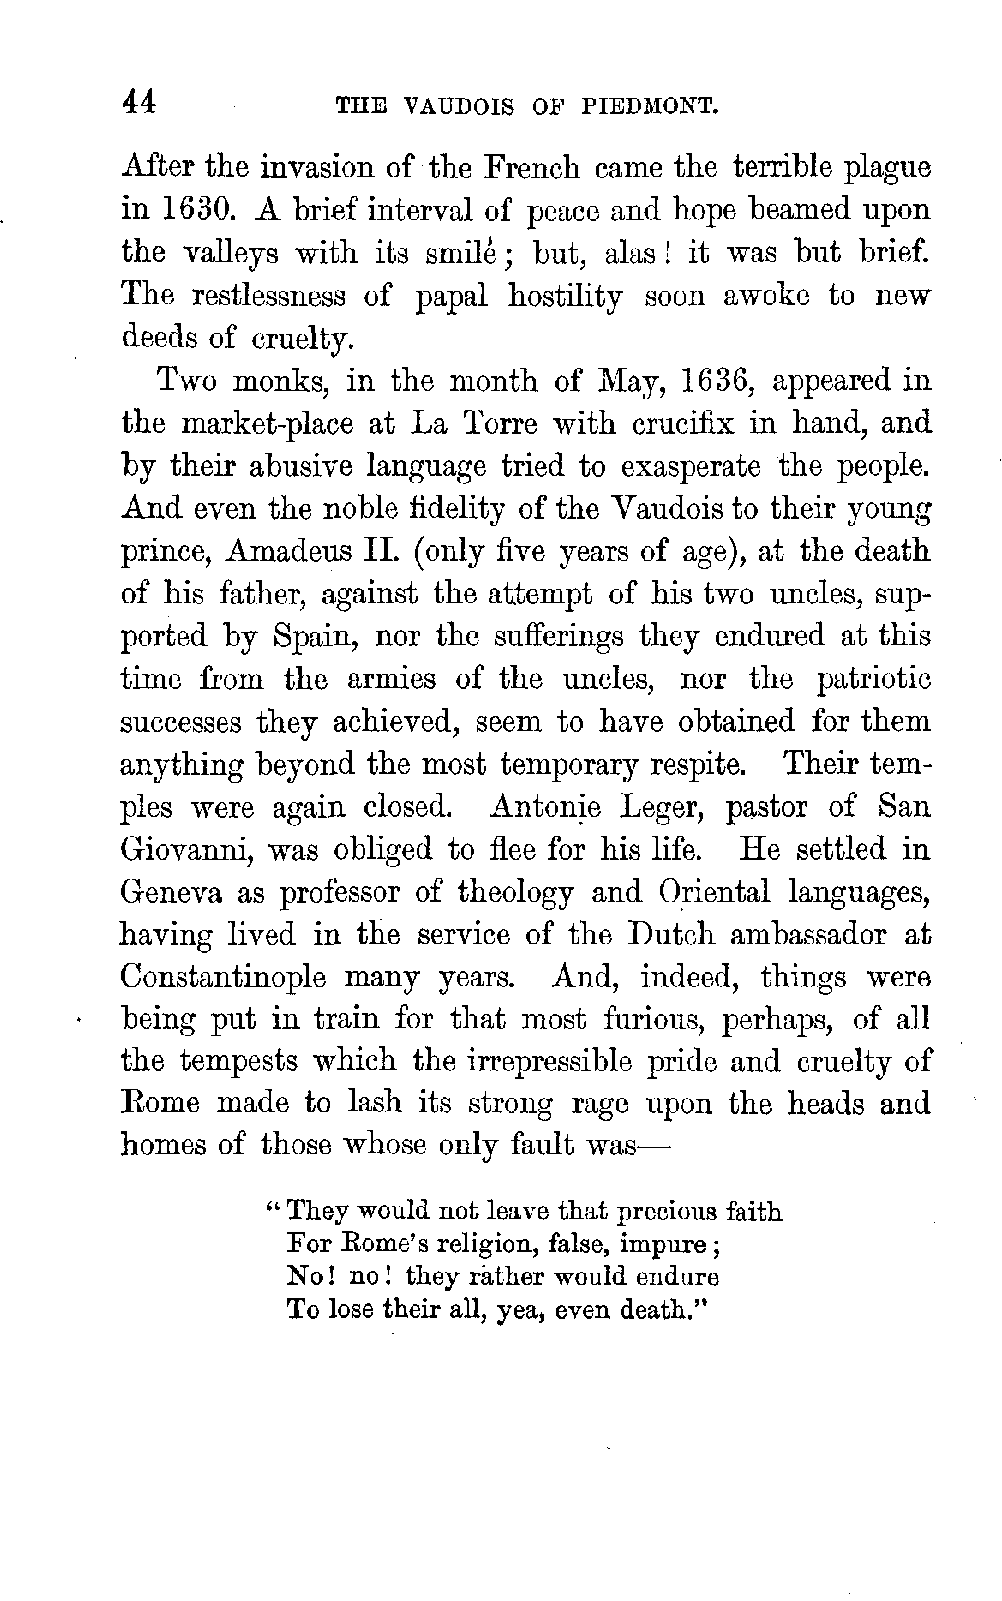 44 THE VAUDOIS OF PIEDMONT.
After the invasion of the French came the terrible plague
in 1630. A brief interval of peace and hope beamed upon
the valleys with its smile; but, alas! it was but brief.
The restlessness of papal hostility soon awoke to new
deeds of cruelty.
Two monks, in the month of May, 1636, appeared in
the market-place at La Torre with crucifix in hand, and
by their abusive language tried to exasperate the people.
And even the noble fidelity of the Vaudois to their young
prince, Amadeus II. (only five years of age), at the death
of his father, against the attempt of his two uncles, sup-
ported by Spain, nor the sufferings they endured at this
time from the armies of the uncles, nor the patriotic
successes they achieved, seem to have obtained for them
anything beyond the most temporary respite. Their tem-
ples were again closed. Antonie Leger, pastor of San
Giovanni, was obliged to flee for his life. He settled in
Geneva as professor of theology and Oriental languages,
having lived in the service of the Dutch ambassador at
Constantinople many years. And, indeed, things were
being put in train for that most furious, perhaps, of all
the tempests which the irrepressible pride and cruelty of
Rome made to lash its strong rage upon the heads and
homes of those whose only fault was—
"They would not leave that precious faith
For Rome's religion, false, impure;
No! no! they rather would endure
To lose their all, yea, even death."